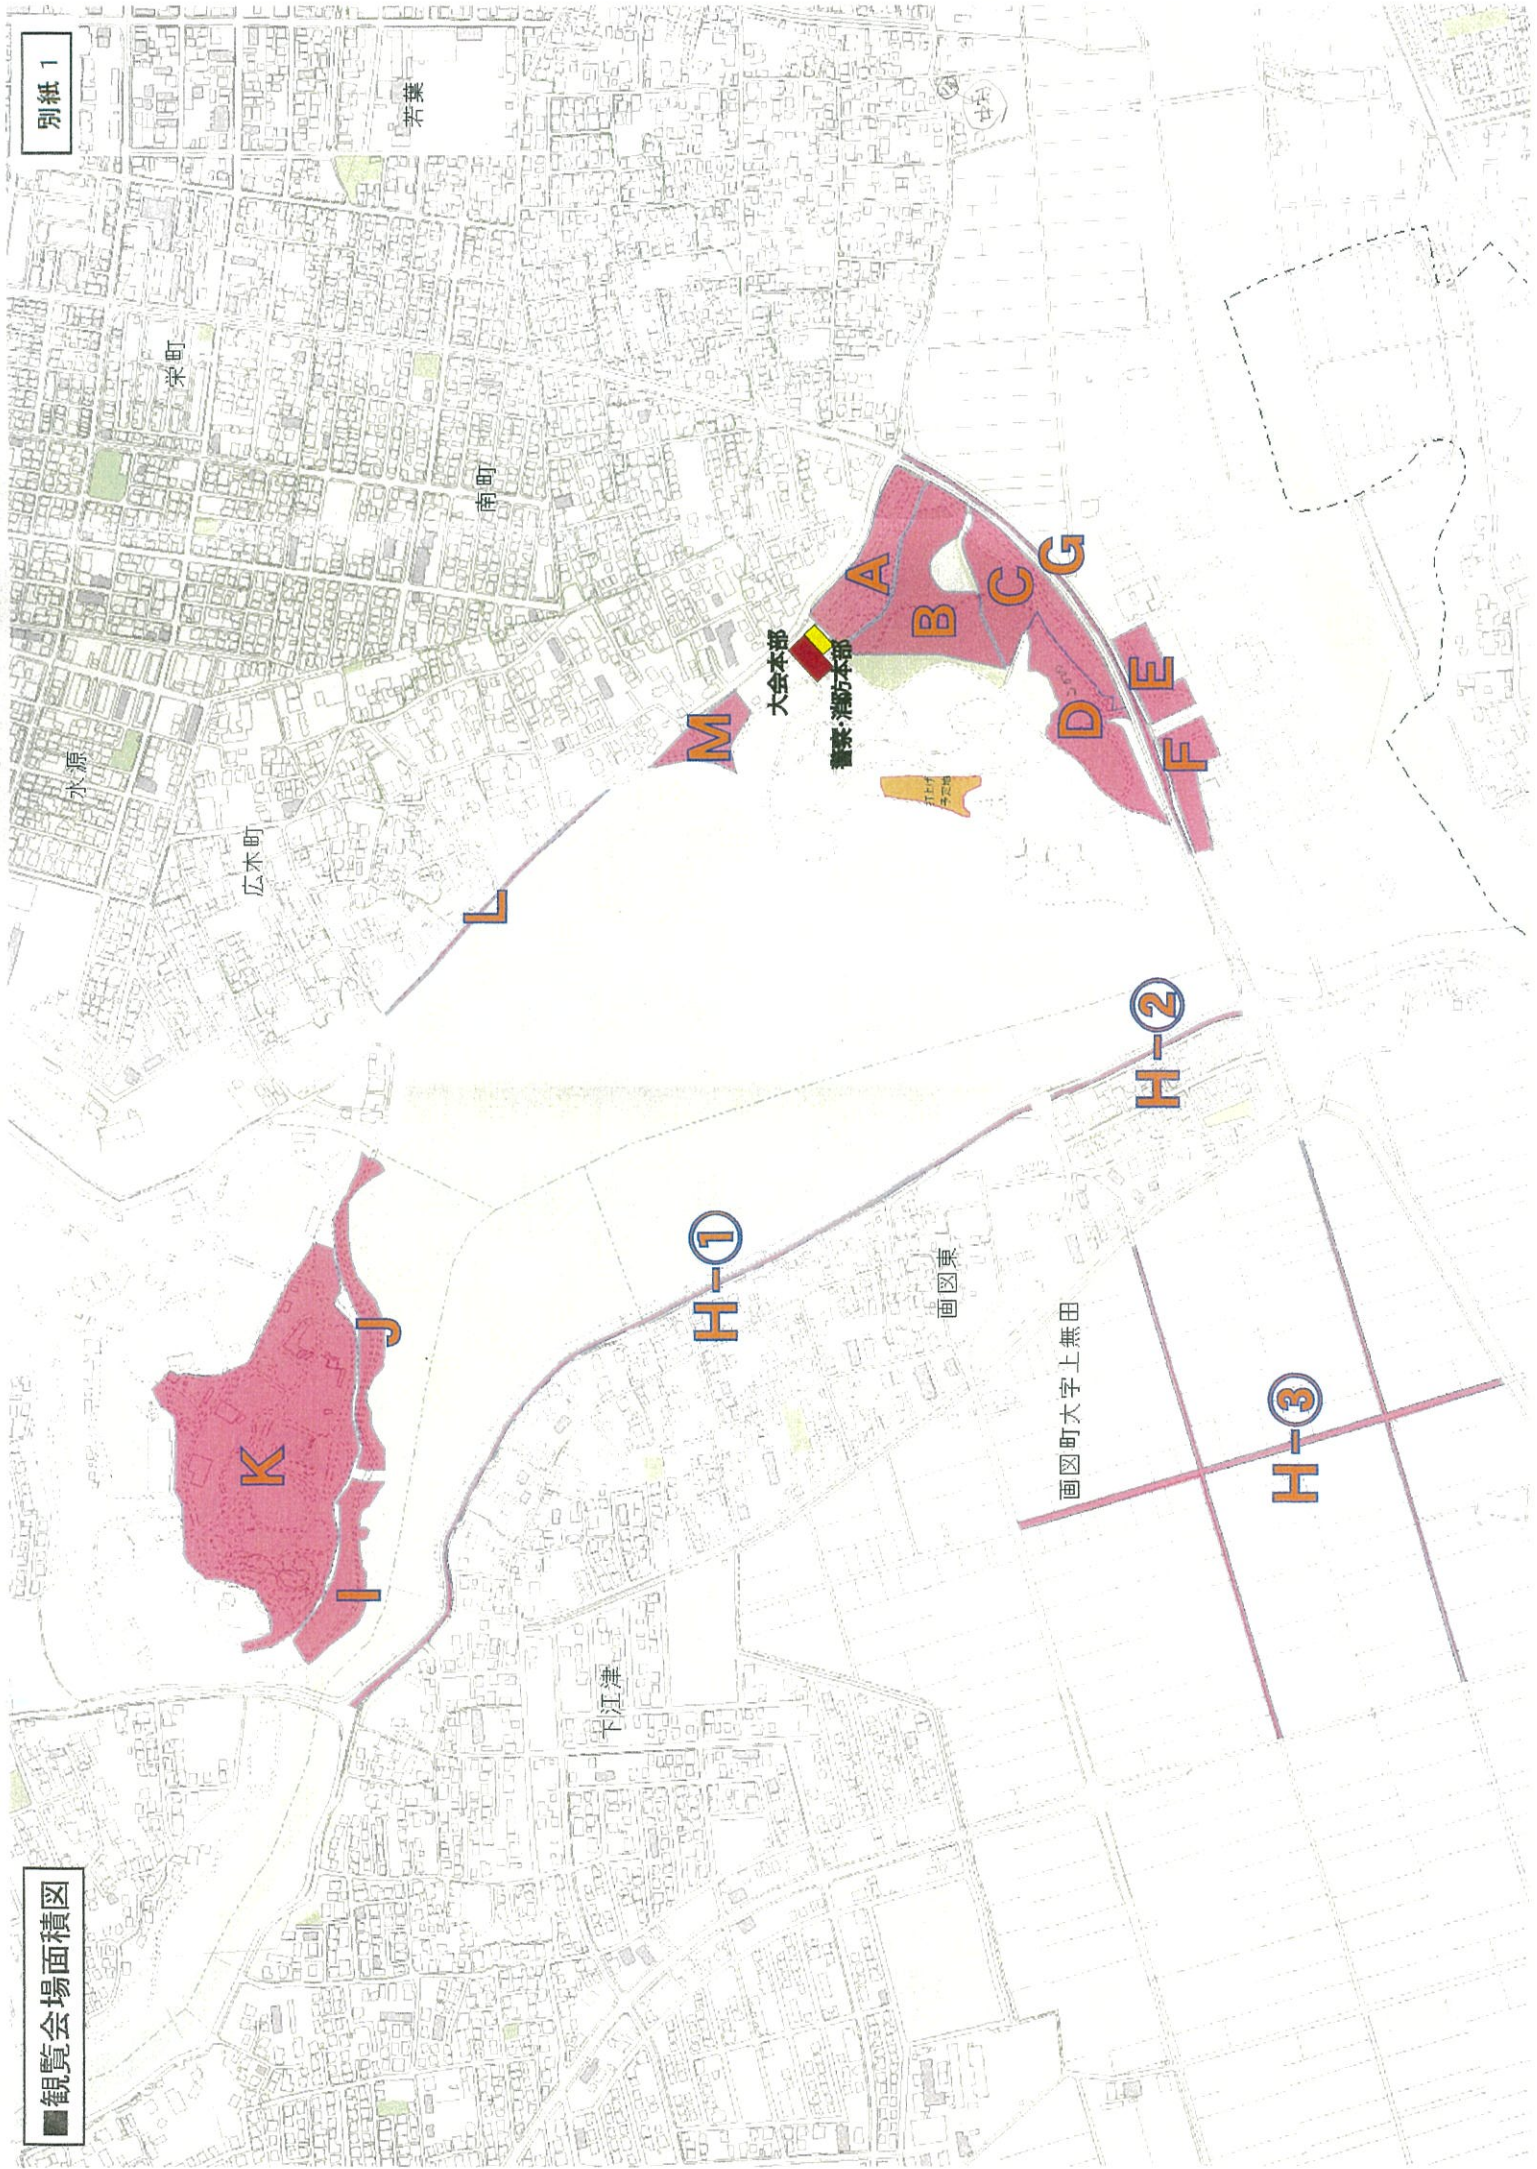 ■観覧会場面積図
別紙 1
水源
栄町
広木町
若葉
南町
K
J
I
L
M
大会本部
警察・消防本部
A
B
C
D
E
F
G
打上げ
予定地
下江津
H-①
画図東
画図町大字上無田
H-②
H-③